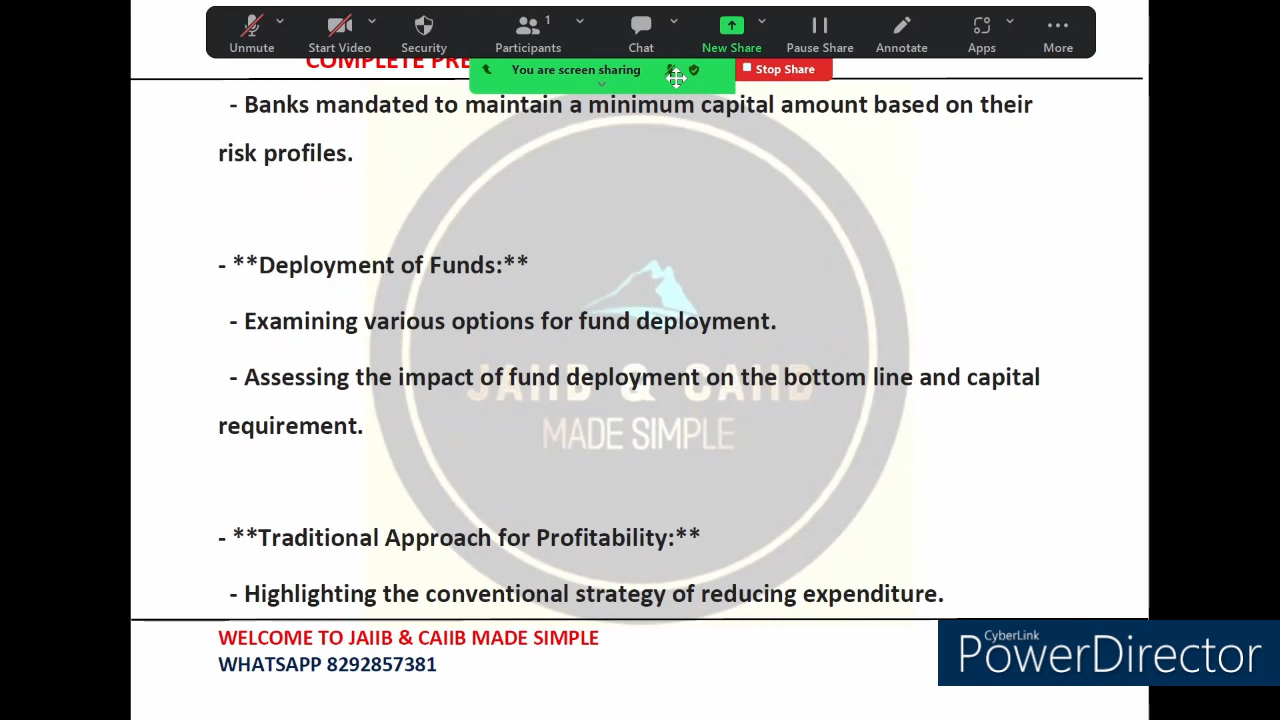 1
Unmute Start Video Security Participants Chat New Share Pause Share Annotate Apps More
COMPLETE PRE
You are screen sharing Stop Share
- Banks mandated to maintain a minimum capital amount based on their
risk profiles.
- **Deployment of Funds:**
- Examining various options for fund deployment.
- Assessing the impact of fund deployment on the bottom line and capital
requirement.
JAIIB & CAIIB
MADE SIMPLE
- **Traditional Approach for Profitability:**
- Highlighting the conventional strategy of reducing expenditure.
WELCOME TO JAIIB & CAIIB MADE SIMPLE
WHATSAPP 8292857381
CyberLink
PowerDirector